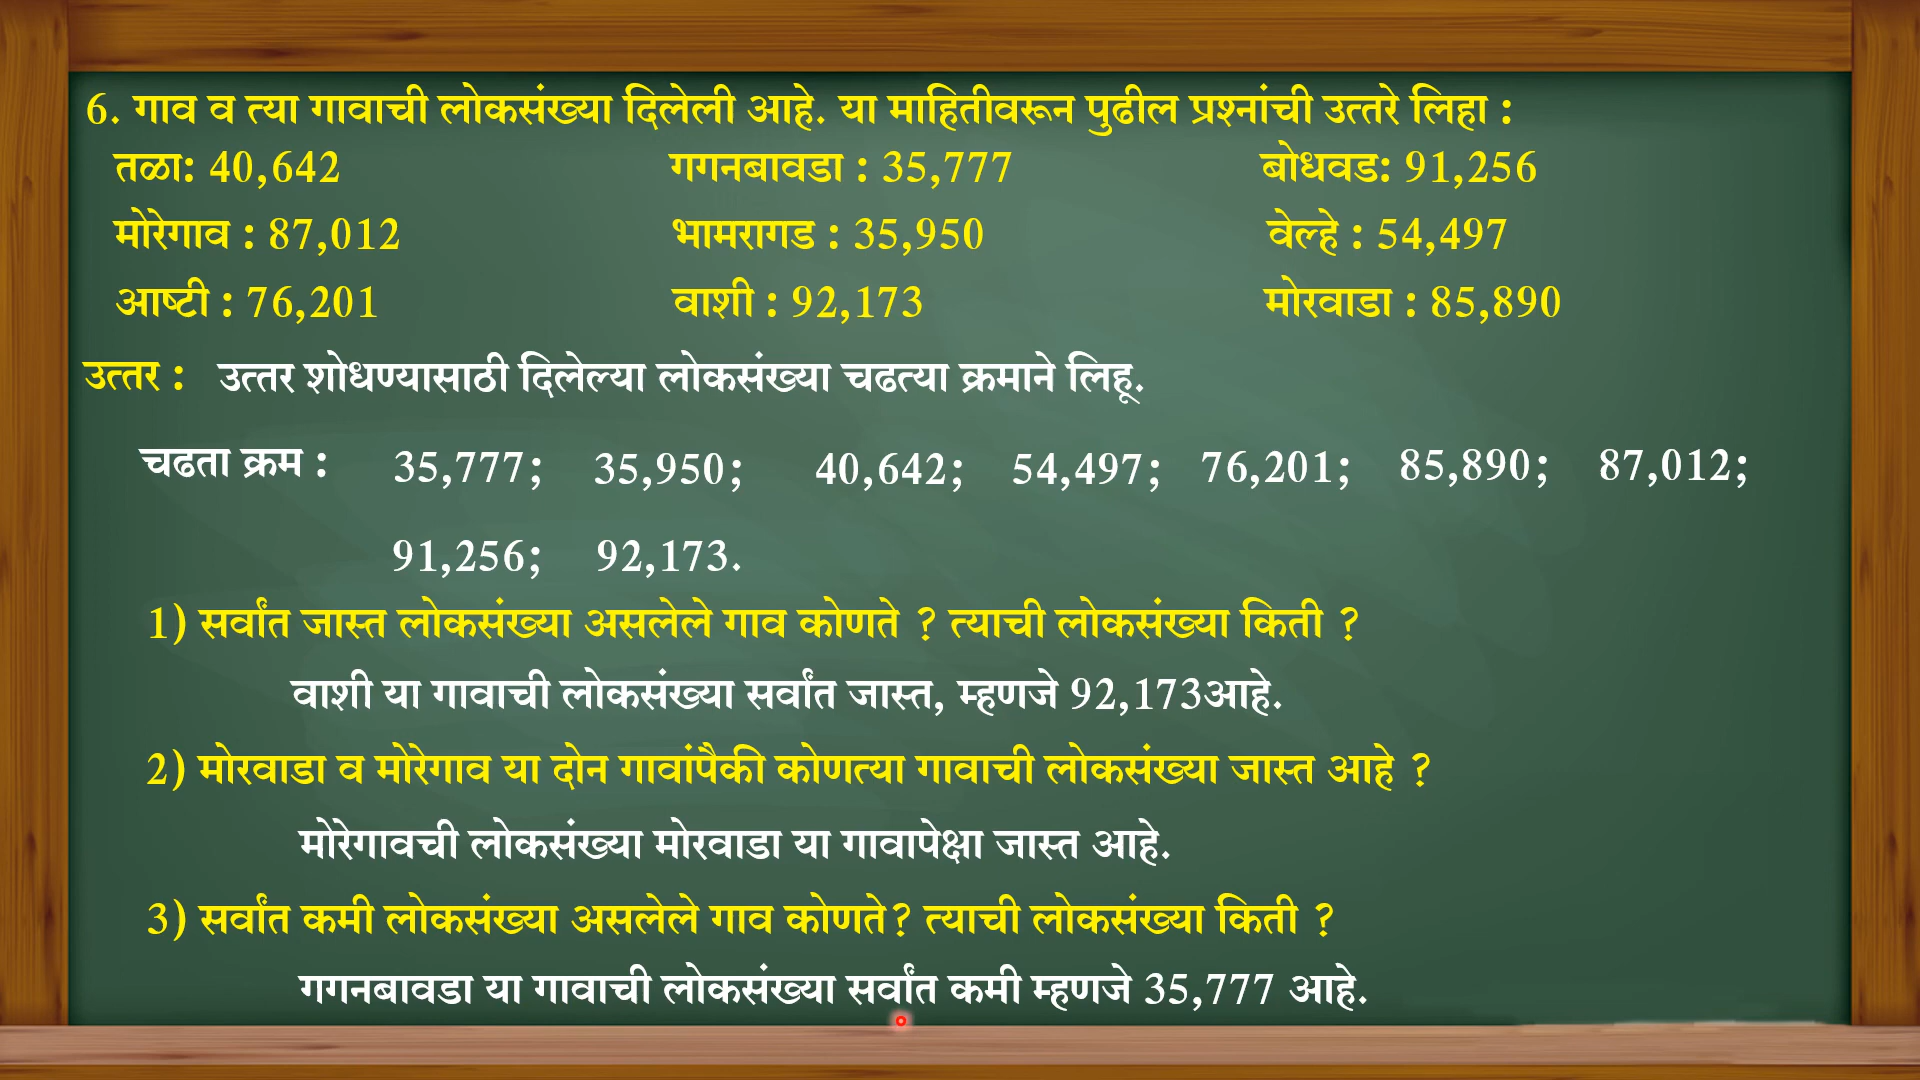 6. गाव व त्या गावाची लोकसंख्या दिलेली आहे. या माहितीवरून पुढील प्रश्नांची उत्तरे लिहा :
तळा: 40,642 गगनबावडा : 35,777 बोधवड: 91,256
मोरेगाव : 87,012 भामरागड : 35,950 वेल्हे : 54,497
आष्टी : 76,201 वाशी : 92,173 मोरवाडा : 85,890
उत्तर : उत्तर शोधण्यासाठी दिलेल्या लोकसंख्या चढत्या क्रमाने लिहू.
चढता क्रम : 35,777; 35,950; 40,642; 54,497; 76,201; 85,890; 87,012;
91,256; 92,173.
1) सर्वांत जास्त लोकसंख्या असलेले गाव कोणते ? त्याची लोकसंख्या किती ?
वाशी या गावाची लोकसंख्या सर्वांत जास्त, म्हणजे 92,173आहे.
2) मोरवाडा व मोरेगाव या दोन गावांपैकी कोणत्या गावाची लोकसंख्या जास्त आहे ?
मोरेगावची लोकसंख्या मोरवाडा या गावापेक्षा जास्त आहे.
3) सर्वांत कमी लोकसंख्या असलेले गाव कोणते? त्याची लोकसंख्या किती ?
गगनबावडा या गावाची लोकसंख्या सर्वांत कमी म्हणजे 35,777 आहे.